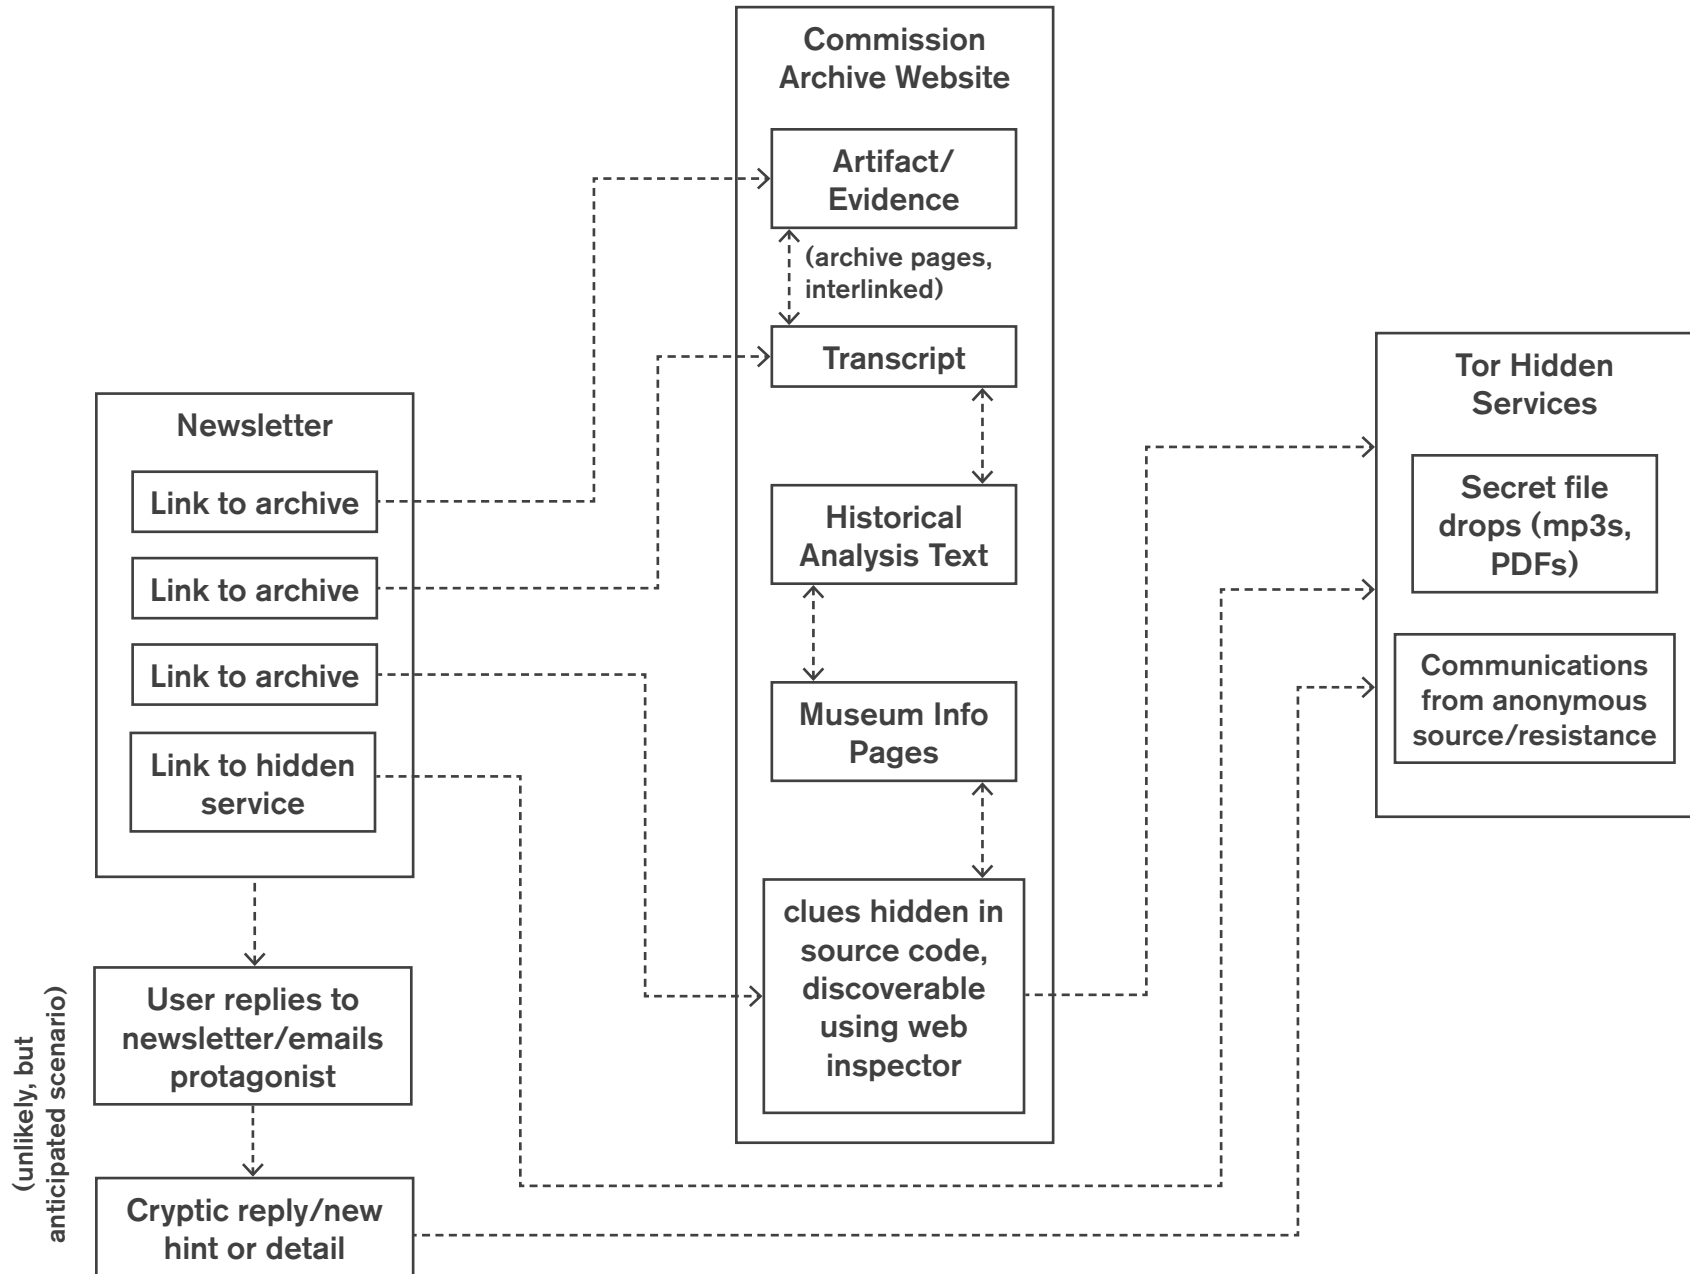 Commission
Archive Website
Artifact/
Evidence
(archive pages,
interlinked)
Transcript
Historical
Analysis Text
Museum Info
Pages
clues hidden in
source code,
discoverable
using web
inspector
Newsletter
Link to archive
Link to archive
Link to archive
Link to hidden
service
User replies to
newsletter/emails
protagonist
Cryptic reply/new
hint or detail
(unlikely, but
anticipated scenario)
Tor Hidden
Services
Secret file
drops (mp3s,
PDFs)
Communications
from anonymous
source/resistance